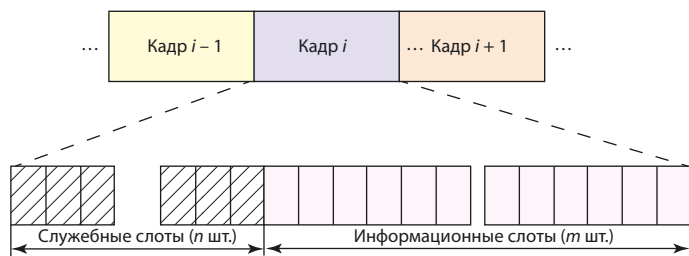 ... Кадр i – 1 Кадр i ... Кадр i + 1 ...
Служебные слоты (n шт.) Информационные слоты (m шт.)